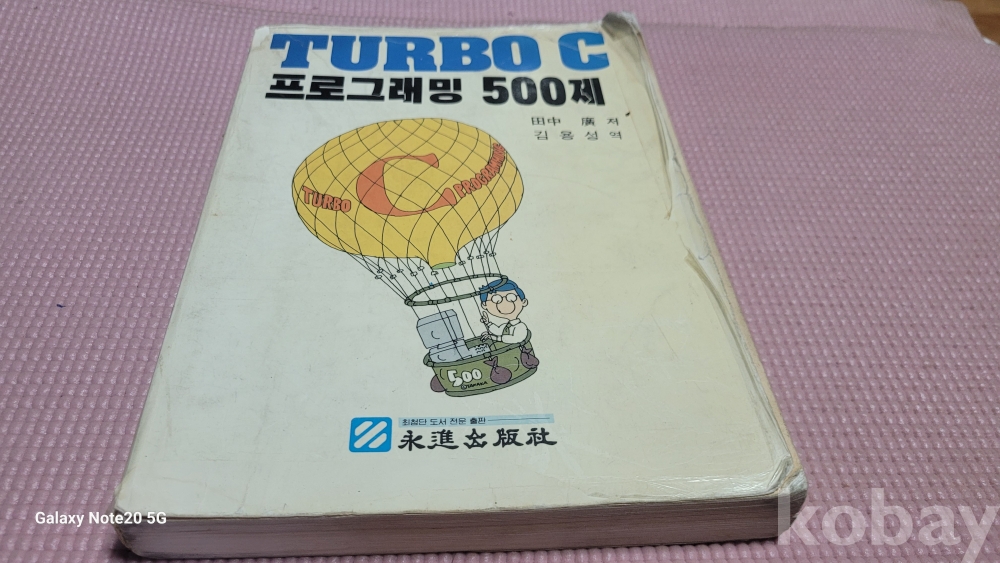 TURBO C
프로그래밍 500제
田中 廣 저
김용성 역
TURBO C PROGRAMMING
500
최첨단 도서 전문 출판
永進出版社
Galaxy Note20 5G
kobay